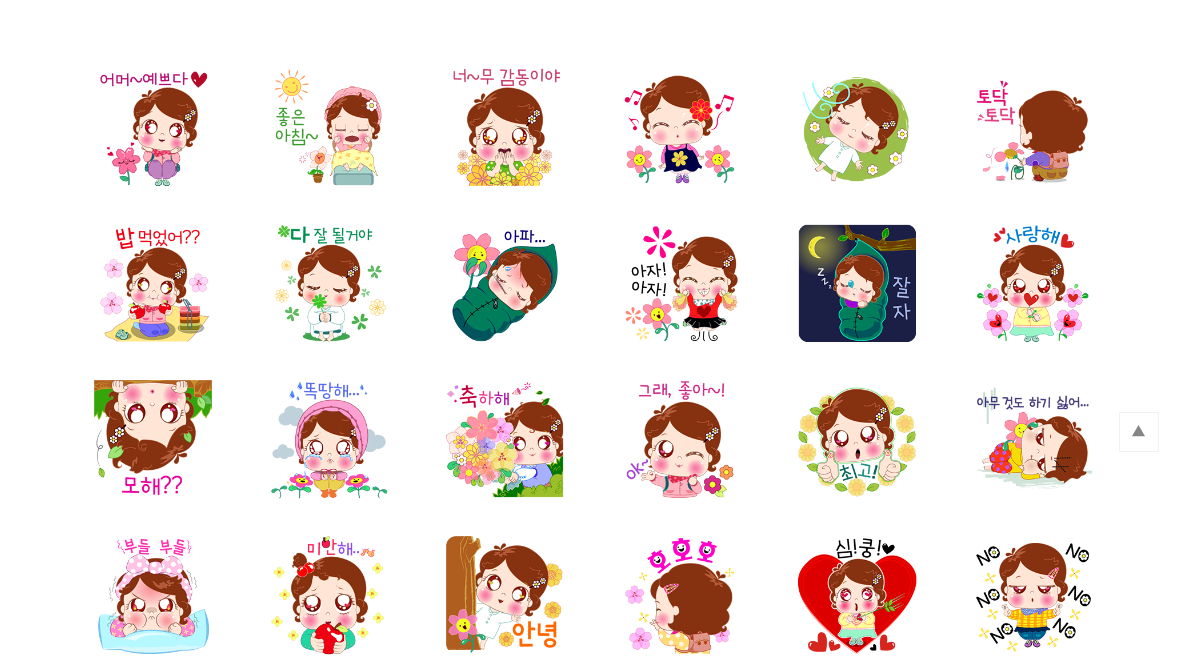 어머~예쁘다
좋은
아침~
너~무 감동이야
토닥
토닥
밥 먹었어??
다 잘 될거야
아파...
아자!
아자!
z z z
잘
자
사랑해
모해??
똑땅해...
축하해
그래, 좋아~!
ok~
최고!
아무 것도 하기 싫어...
부들 부들
미안해..
안녕
호호호
심!쿵!
NO NO
NO NO
NO NO